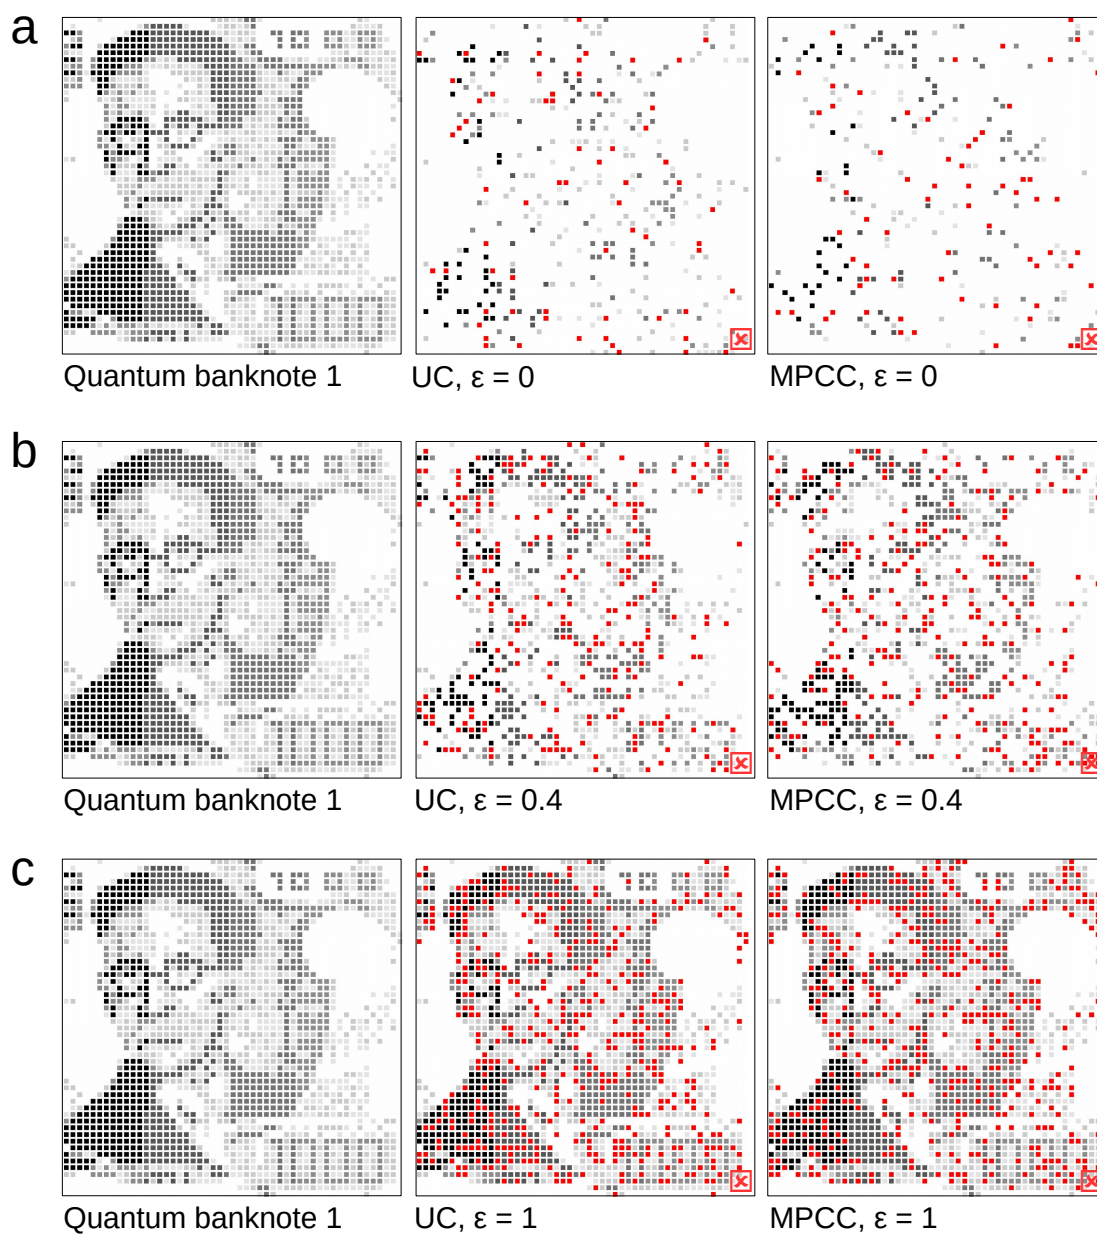 a
Quantum banknote 1
UC, ε = 0
MPCC, ε = 0
b
Quantum banknote 1
UC, ε = 0.4
MPCC, ε = 0.4
c
Quantum banknote 1
UC, ε = 1
MPCC, ε = 1